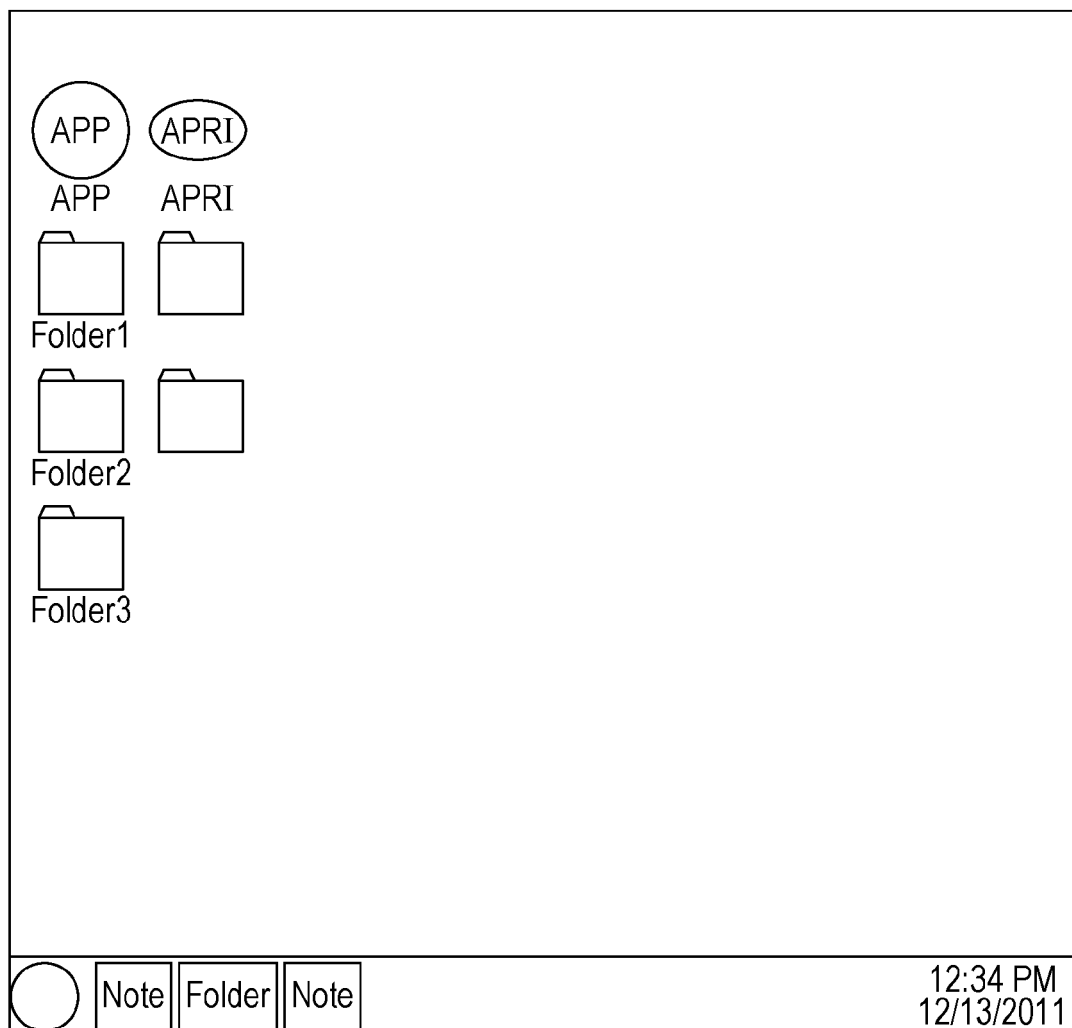 APP APRI
APP APRI
Folder1
Folder2
Folder3
Note Folder Note
12:34 PM
12/13/2011